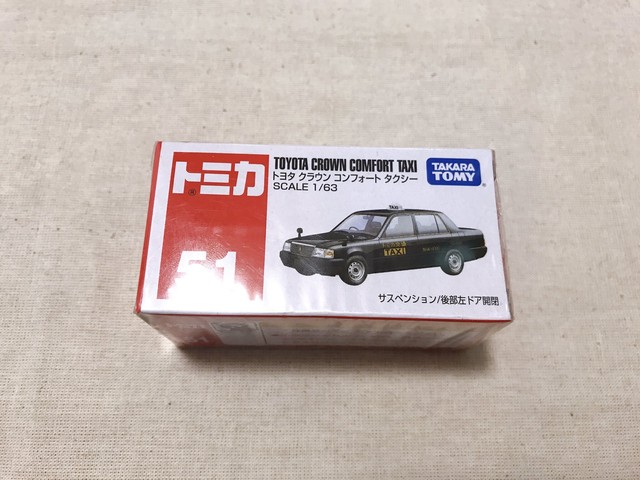 トミカ
51
TOYOTA CROWN COMFORT TAXI
トヨタ クラウン コンフォート タクシー
SCALE 1/63
TAKARA
TOMY
TAXI
TAXI
サスペンション/後部左ドア開閉